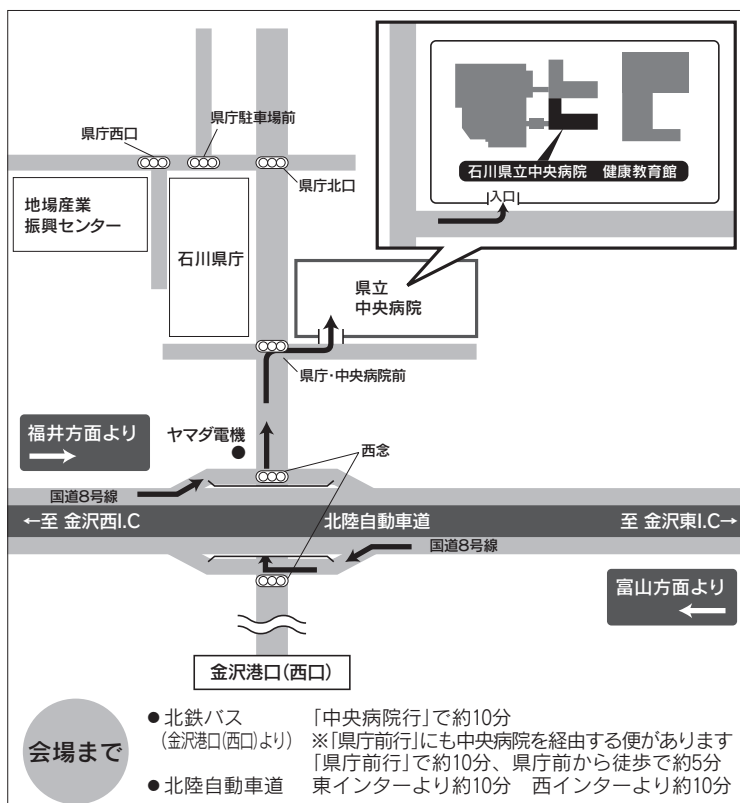 県庁駐車場前
県庁西口
県庁北口
地場産業
振興センター
石川県庁
石川県立中央病院　健康教育館
入口
県立
中央病院
県庁・中央病院前
福井方面より
ヤマダ電機
西念
国道8号線
←至 金沢西I.C
北陸自動車道
至 金沢東I.C→
国道8号線
富山方面より
金沢港口(西口)
会場まで
●北鉄バス　「中央病院行」で約10分
(金沢港口(西口)より)　※「県庁前行」にも中央病院を経由する便があります
「県庁前行」で約10分、県庁前から徒歩で約5分
●北陸自動車道　東インターより約10分　西インターより約10分